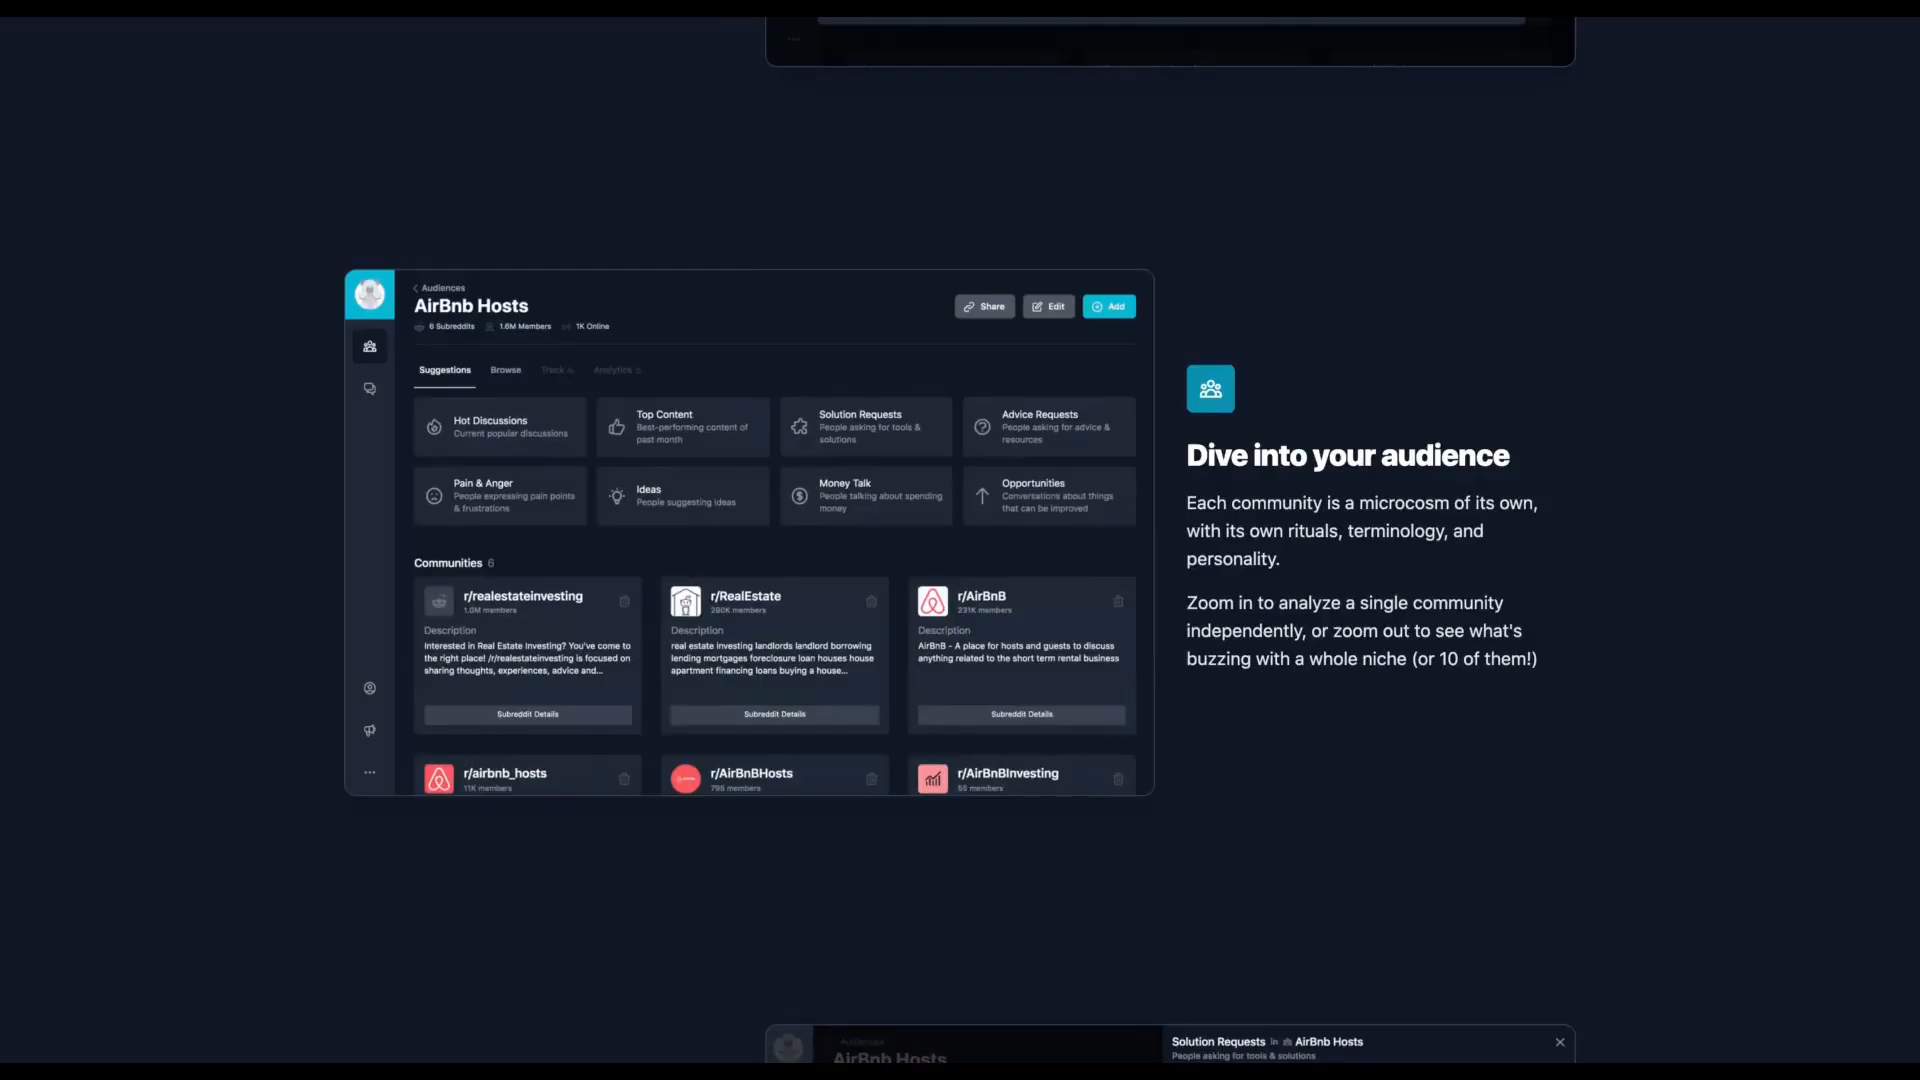 Audiences
AirBnb Hosts
6 Subreddits 1.6M Members 1K Online
Share Edit Add
Suggestions Browse Track Analytics
Hot Discussions
Current popular discussions
Top Content
Best-performing content of
past month
Solution Requests
People asking for tools &
solutions
Advice Requests
People asking for advice &
resources
Pain & Anger
People expressing pain points
& frustrations
Ideas
People suggesting ideas
Money Talk
People talking about spending
money
Opportunities
Conversations about things
that can be improved
Communities 6
r/realestateinvesting
1.0M members
Description
Interested in Real Estate Investing? You've come to
the right place! /r/realestateinvesting is focused on
sharing thoughts, experiences, advice and...
Subreddit Details
r/RealEstate
290K members
Description
real estate investing landlords landlord borrowing
lending mortgages foreclosure loan houses house
apartment financing loans buying a house...
Subreddit Details
r/AirBnB
231K members
Description
AirBnB - A place for hosts and guests to discuss
anything related to the short term rental business
Subreddit Details
r/airbnb_hosts
11K members
r/AirBnBHosts
795 members
r/AirBnBInvesting
55 members
Dive into your audience
Each community is a microcosm of its own,
with its own rituals, terminology, and
personality.
Zoom in to analyze a single community
independently, or zoom out to see what's
buzzing with a whole niche (or 10 of them!)
Audiences
AirBnb Hosts
Solution Requests in AirBnb Hosts
People asking for tools & solutions